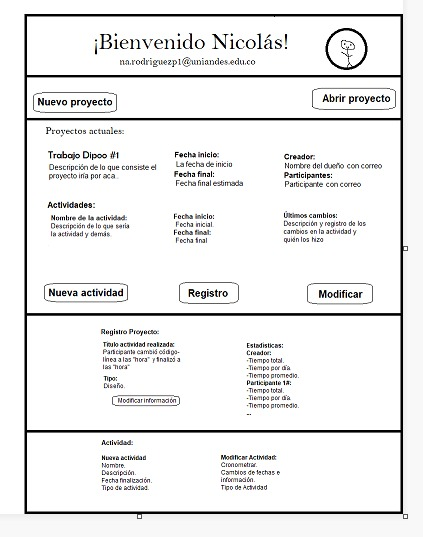 ¡Bienvenido Nicolás!
na.rodriguezp1@uniandes.edu.co
Nuevo proyecto
Abrir proyecto
Proyectos actuales:
Trabajo Dipoo #1
Descripción de lo que consiste el
proyecto iría por aca..
Fecha inicio:
La fecha de inicio
Fecha final:
Fecha final estimada
Creador:
Nombre del dueño con correo
Participantes:
Participante con correo
Actividades:
Nombre de la actividad:
Descripción de lo que sería
la actividad y demás.
Fecha inicio:
Fecha inicial.
Fecha final:
Fecha final
Últimos cambios:
Descripción y registro de los
cambios en la actividad y
quién los hizo
Nueva actividad
Registro
Modificar
Registro Proyecto:
Titulo actividad realizada:
Participante cambió código-
línea a las "hora" y finalizó a
las "hora"
Tipo:
Diseño.
Modificar información
Estadisticas:
Creador:
-Tiempo total.
-Tiempo por día.
-Tiempo promedio.
Participante 1#:
-Tiempo total.
-Tiempo por día.
-Tiempo promedio.
...
Actividad:
Nueva actividad
Nombre.
Descripción.
Fecha finalización.
Tipo de actividad.
Modificar Actividad:
Cronometrar.
Cambios de fechas e
información.
Tipo de Actividad